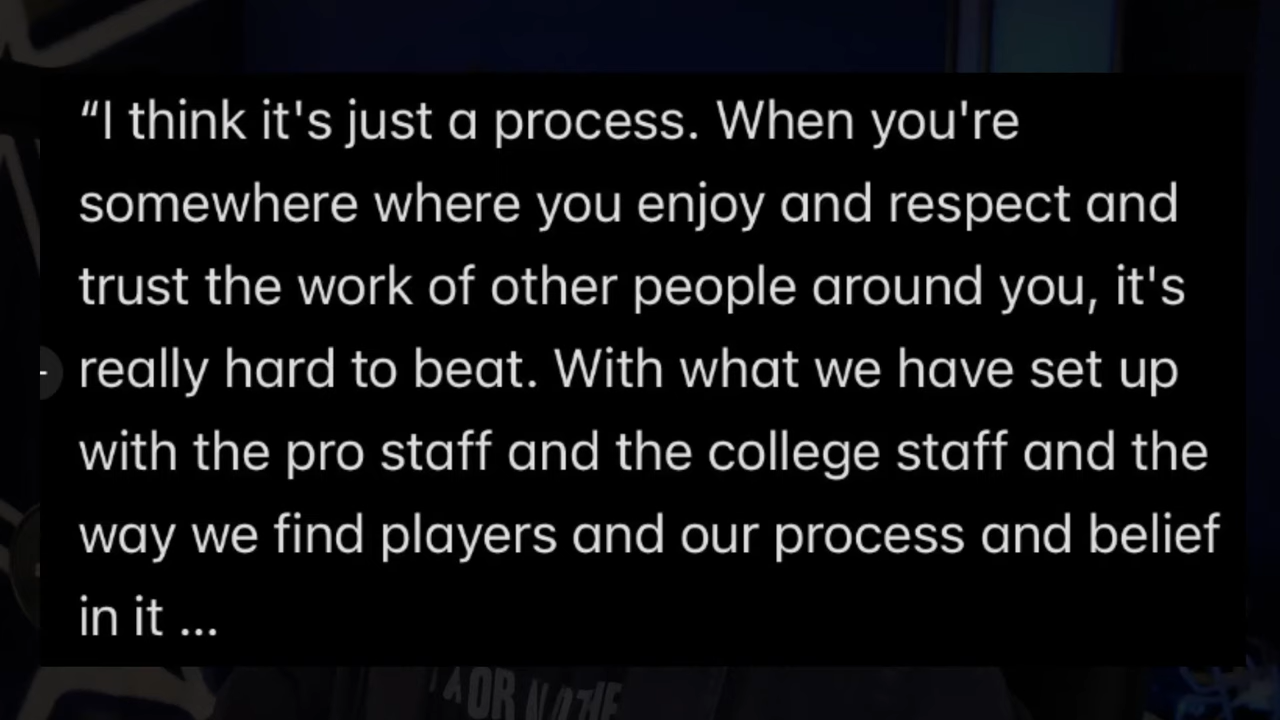 “I think it's just a process. When you're
somewhere where you enjoy and respect and
trust the work of other people around you, it's
really hard to beat. With what we have set up
with the pro staff and the college staff and the
way we find players and our process and belief
in it ...
OR